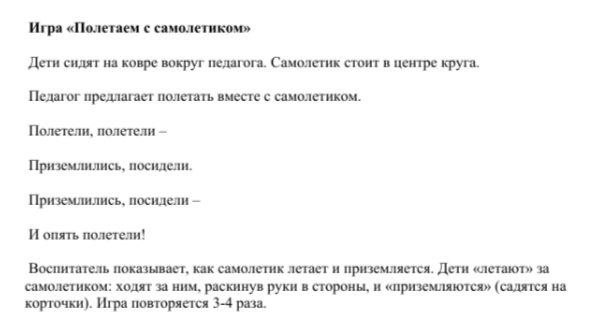 Игра «Полетаем с самолетиком»
Дети сидят на ковре вокруг педагога. Самолетик стоит в центре круга.
Педагог предлагает полетать вместе с самолетиком.
Полетели, полетели –
Приземлились, посидели.
Приземлились, посидели –
И опять полетели!
Воспитатель показывает, как самолетик летает и приземляется. Дети «летают» за
самолетиком: ходят за ним, раскинув руки в стороны, и «приземляются» (садятся на
корточки). Игра повторяется 3-4 раза.